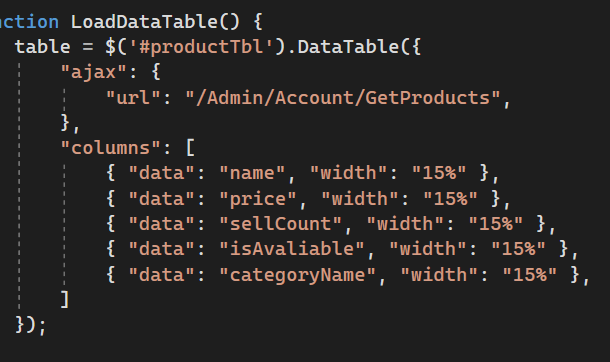 nction LoadDataTable() {
table = $('#productTbl').DataTable({
"ajax": {
"url": "/Admin/Account/GetProducts",
},
"columns": [
{ "data": "name", "width": "15%" },
{ "data": "price", "width": "15%" },
{ "data": "sellCount", "width": "15%" },
{ "data": "isAvaliable", "width": "15%" },
{ "data": "categoryName", "width": "15%" },
]
});